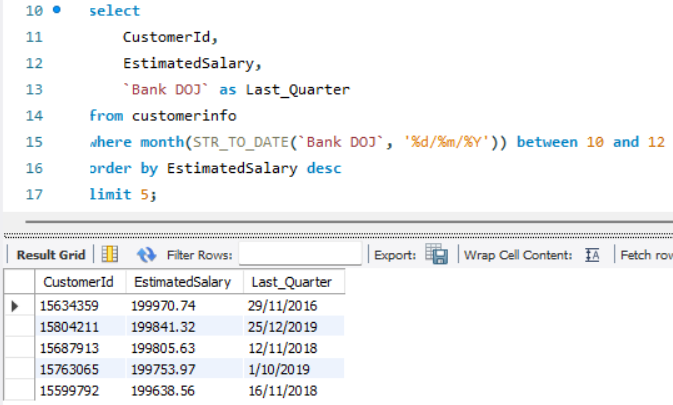 10 select
11 CustomerId,
12 EstimatedSalary,
13 `Bank DOJ` as Last_Quarter
14 from customerinfo
15 where month(STR_TO_DATE(`Bank DOJ`, '%d/%m/%Y')) between 10 and 12
16 order by EstimatedSalary desc
17 limit 5;
Result Grid Filter Rows: Export: Wrap Cell Content: Fetch row
CustomerId EstimatedSalary Last_Quarter
15634359 199970.74 29/11/2016
15804211 199841.32 25/12/2019
15687913 199805.63 12/11/2018
15763065 199753.97 1/10/2019
15599792 199638.56 16/11/2018